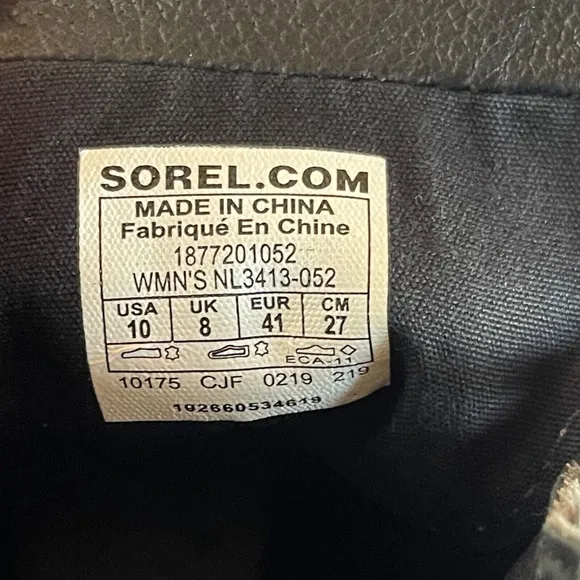 SOREL.COM
MADE IN CHINA
Fabriqué En Chine
1877201052
WMN'S NL3413-052
USA UK EUR CM
10 8 41 27
ECA-11
10175 CJF 0219 219
192660534619